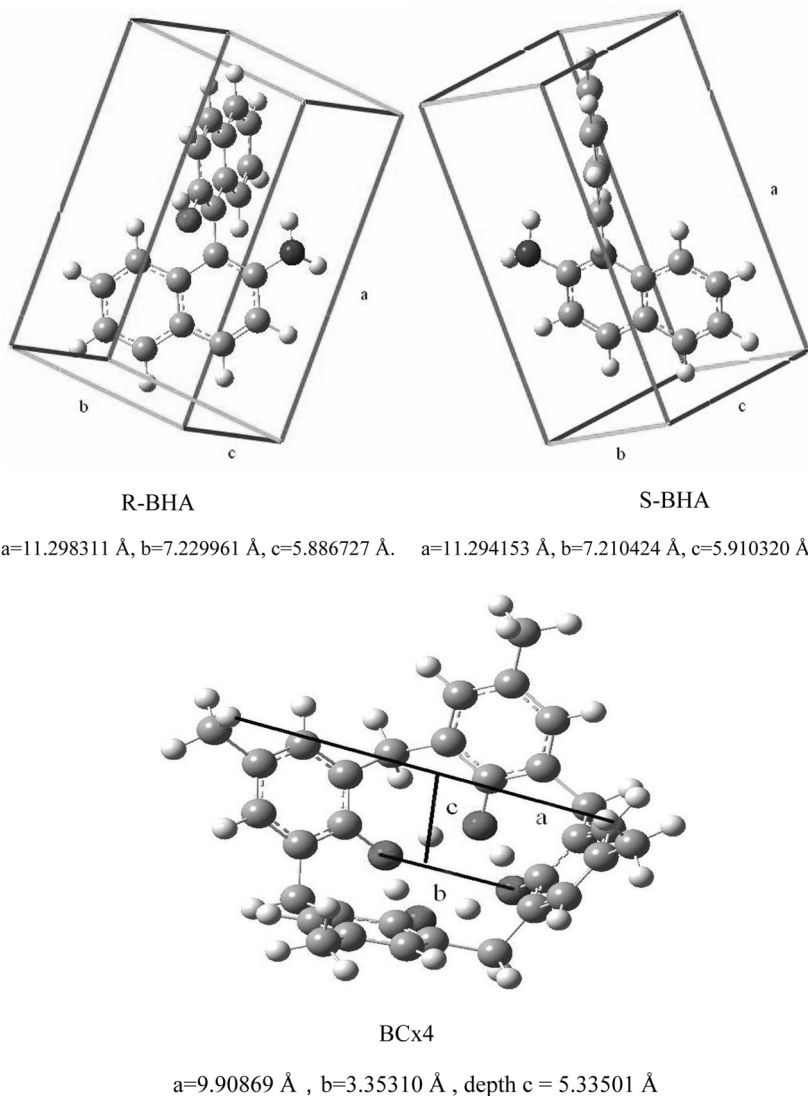 a
a
b
c
c
b
R-BHA
S-BHA
a=11.298311 Å, b=7.229961 Å, c=5.886727 Å.
a=11.294153 Å, b=7.210424 Å, c=5.910320 Å
c
a
b
BCx4
a=9.90869 Å , b=3.35310 Å , depth c = 5.33501 Å